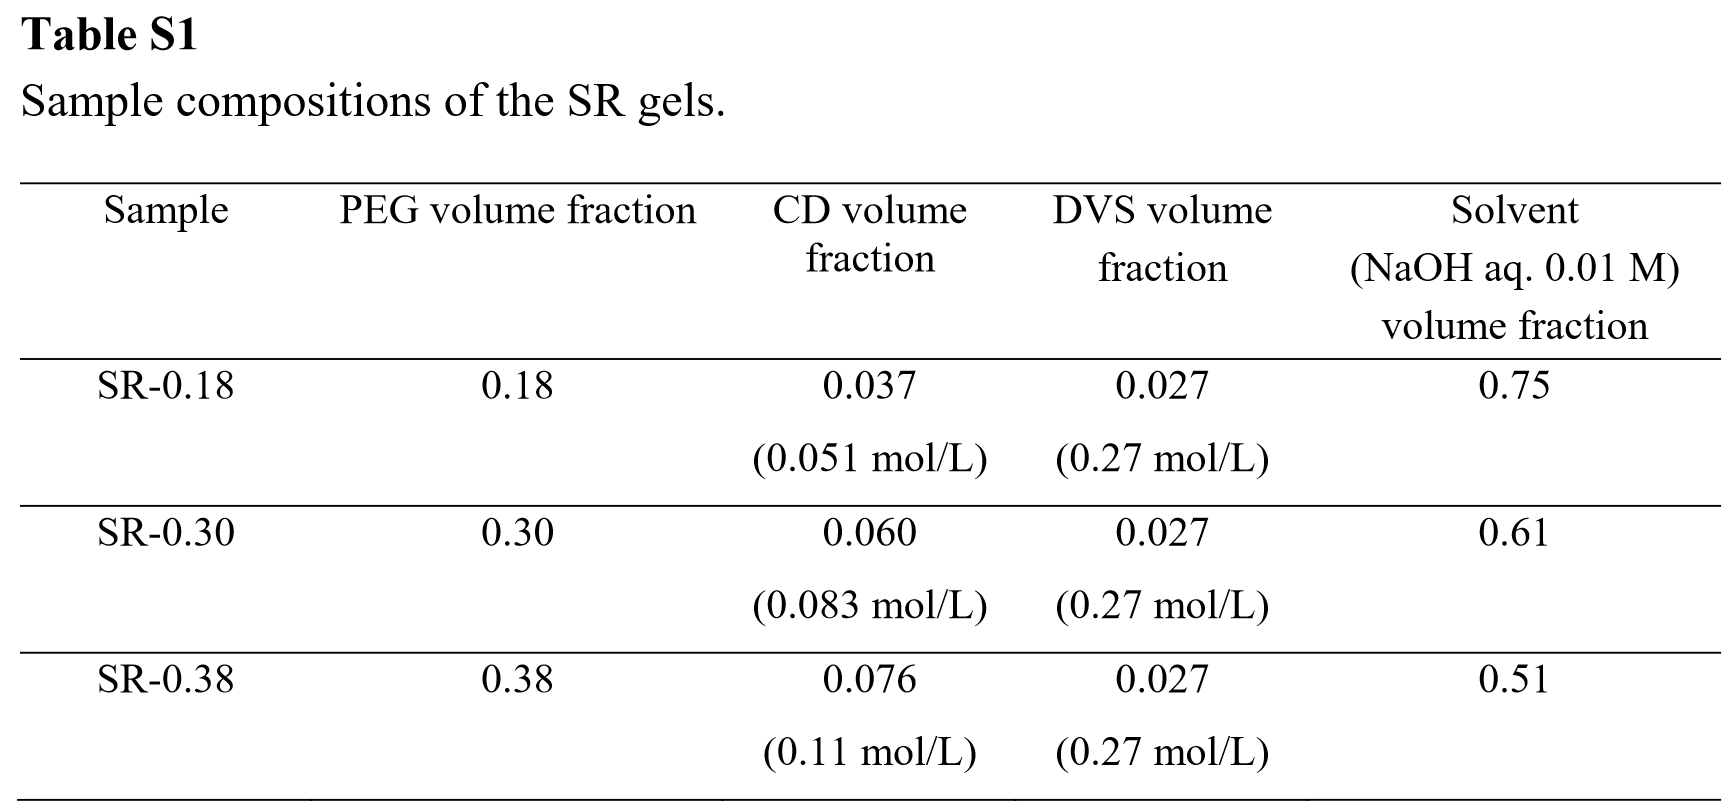 Table S1
Sample compositions of the SR gels.
Sample PEG volume fraction CD volume fraction DVS volume fraction Solvent (NaOH aq. 0.01 M) volume fraction
SR-0.18 0.18 0.037 0.027 0.75
(0.051 mol/L) (0.27 mol/L)
SR-0.30 0.30 0.060 0.027 0.61
(0.083 mol/L) (0.27 mol/L)
SR-0.38 0.38 0.076 0.027 0.51
(0.11 mol/L) (0.27 mol/L)